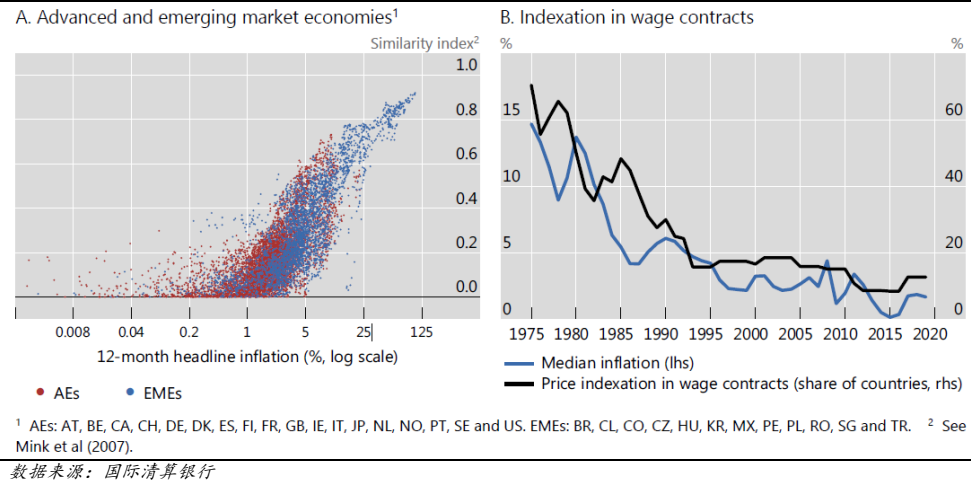 A. Advanced and emerging market economies¹
Similarity index²
1.0
0.8
0.6
0.4
0.2
0.0
0.008 0.04 0.2 1 5 25 125
12-month headline inflation (%, log scale)
AEs EMEs
B. Indexation in wage contracts
% %
15 60
10 40
5 20
0 0
1975 1980 1985 1990 1995 2000 2005 2010 2015 2020
Median inflation (lhs)
Price indexation in wage contracts (share of countries, rhs)
¹ AEs: AT, BE, CA, CH, DE, DK, ES, FI, FR, GB, IE, IT, JP, NL, NO, PT, SE and US. EMEs: BR, CL, CO, CZ, HU, KR, MX, PE, PL, RO, SG and TR. ² See
Mink et al (2007).
数据来源：国际清算银行